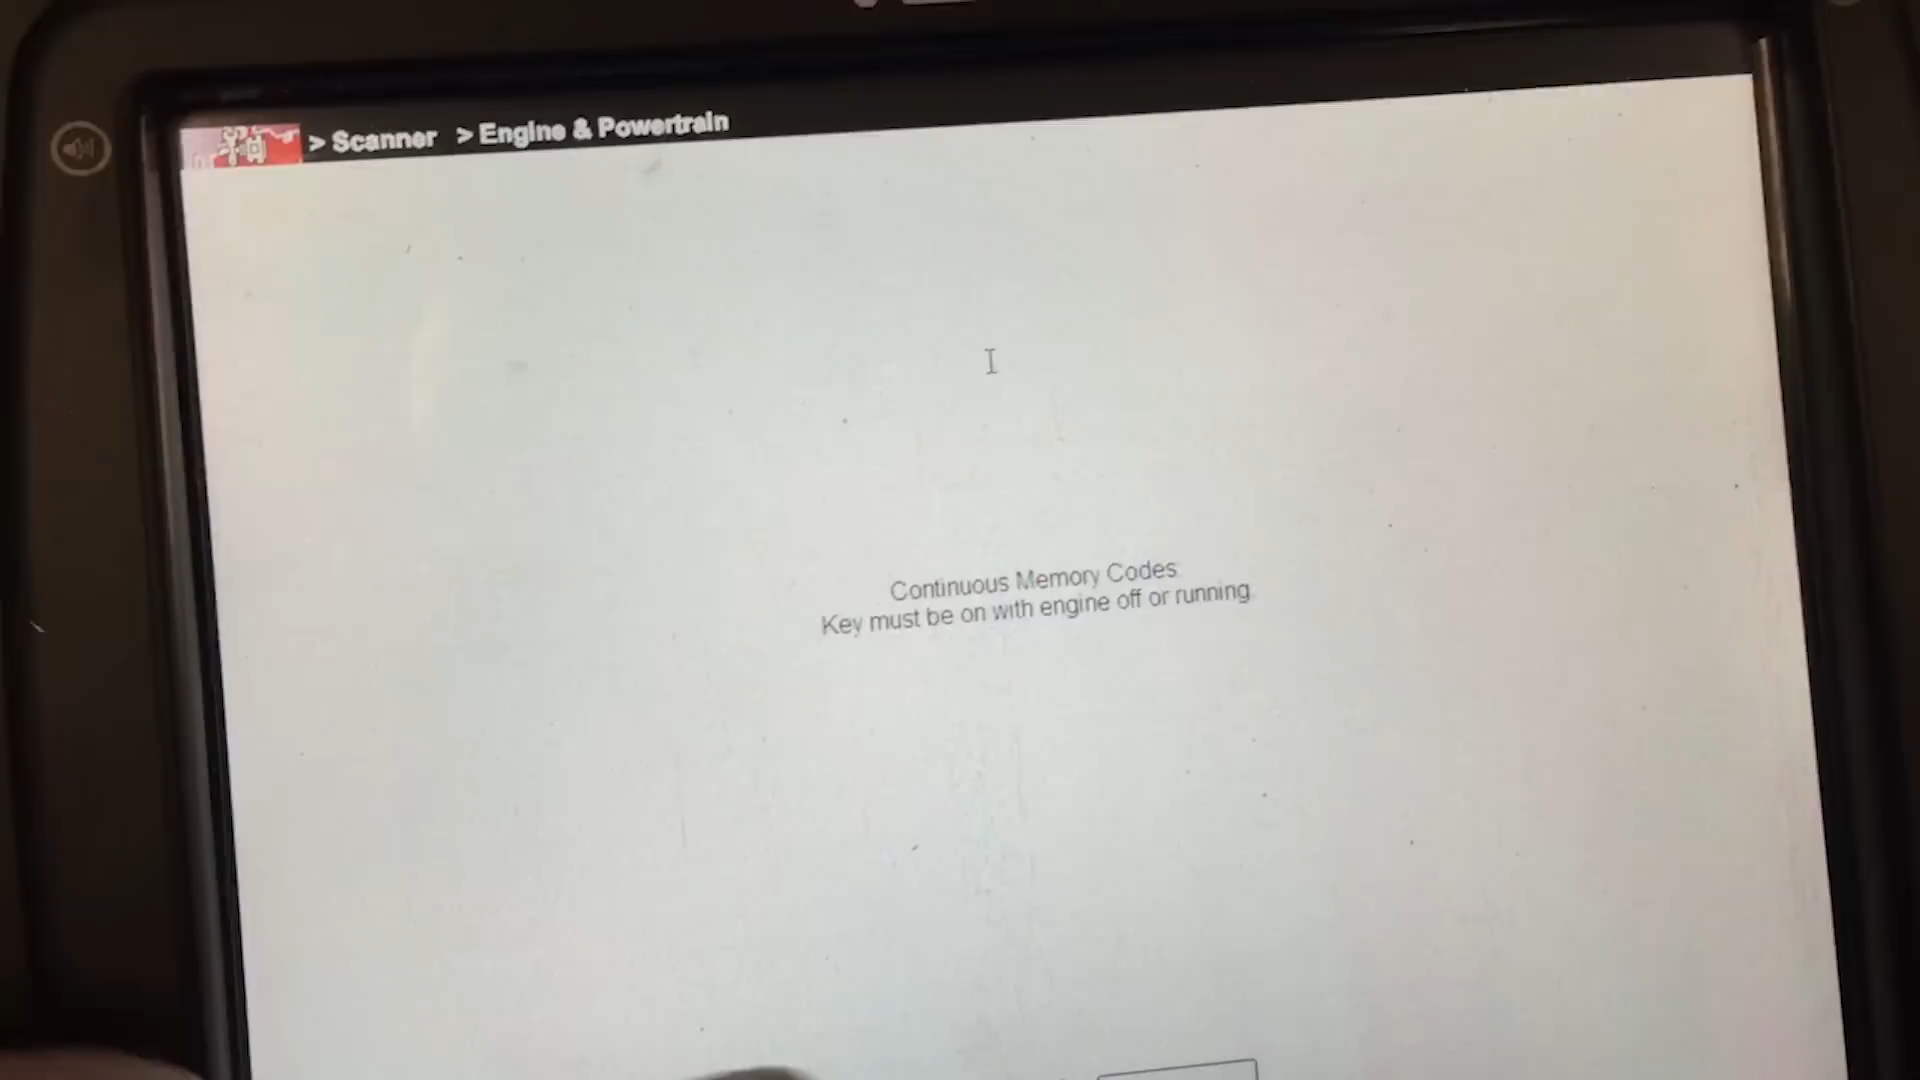 > Scanner > Engine & Powertrain
Continuous Memory Codes
Key must be on with engine off or running